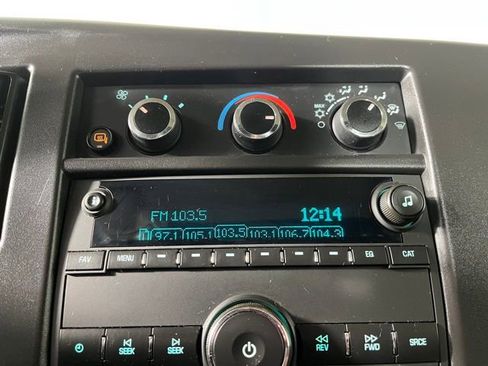 MAX
FM 103.5 12:14
97.1 105.1 103.5 103.1 106.7 104.3
FAV MENU EQ CAT
SEEK SEEK REV FWD SRCE